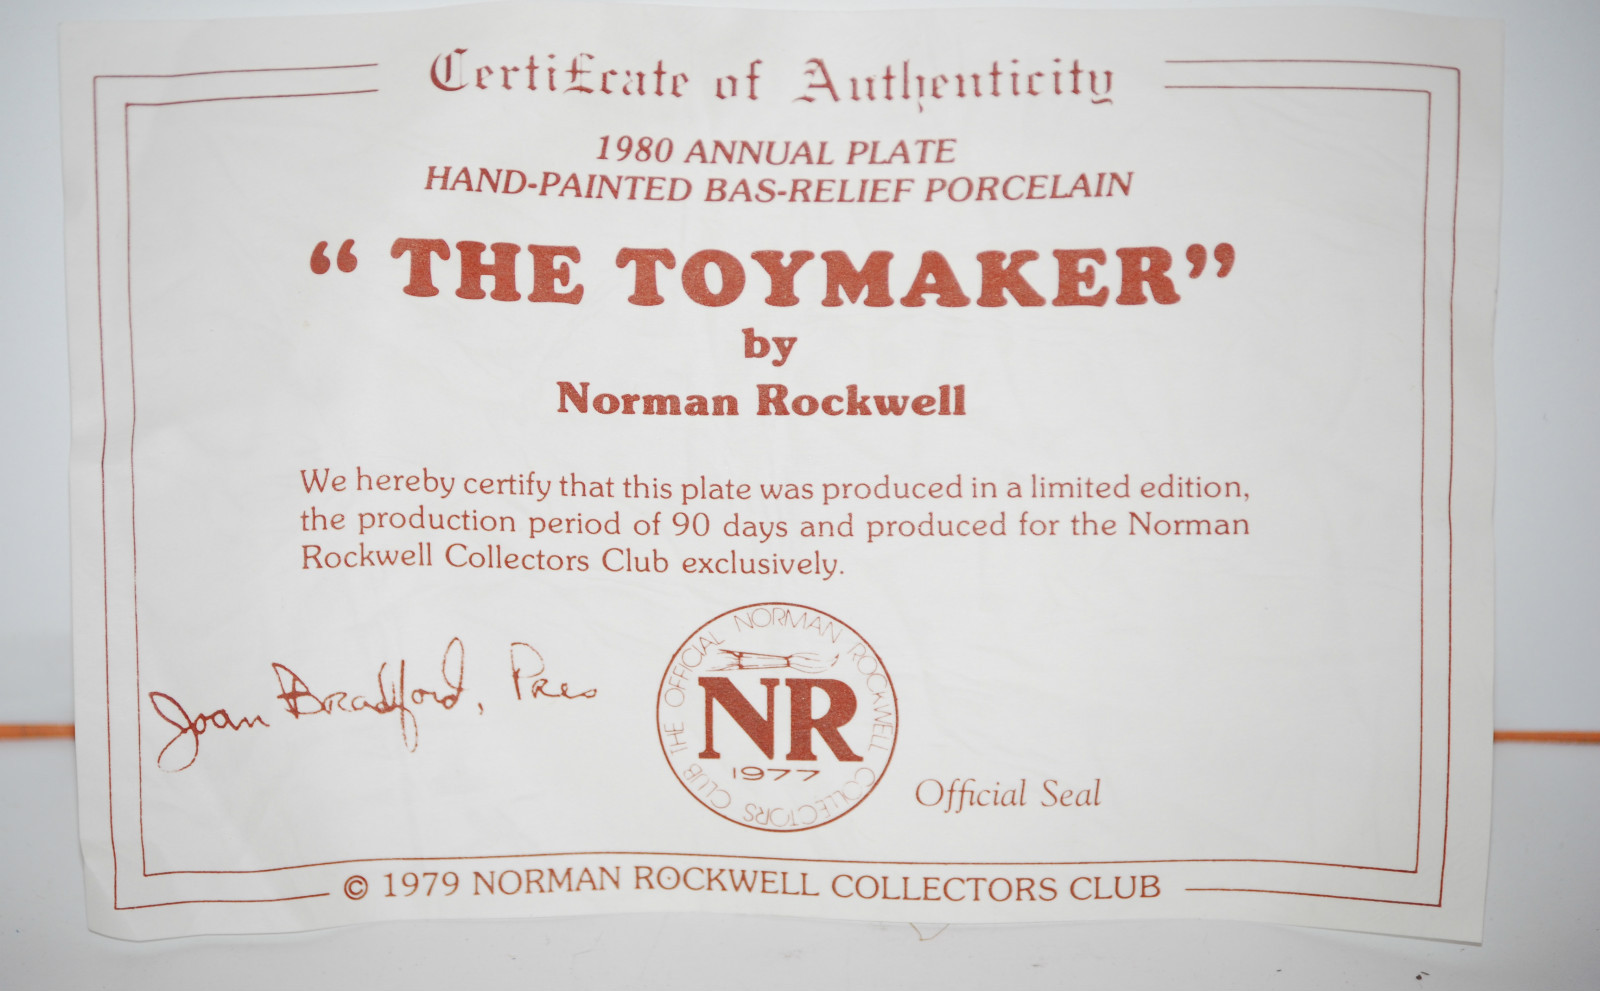 Certificate of Authenticity
1980 ANNUAL PLATE
HAND-PAINTED BAS-RELIEF PORCELAIN
“ THE TOYMAKER”
by
Norman Rockwell
We hereby certify that this plate was produced in a limited edition,
the production period of 90 days and produced for the Norman
Rockwell Collectors Club exclusively.
Joan Bradford, Pres
THE OFFICIAL NORMAN ROCKWELL COLLECTORS CLUB
NR
1977
Official Seal
© 1979 NORMAN ROCKWELL COLLECTORS CLUB